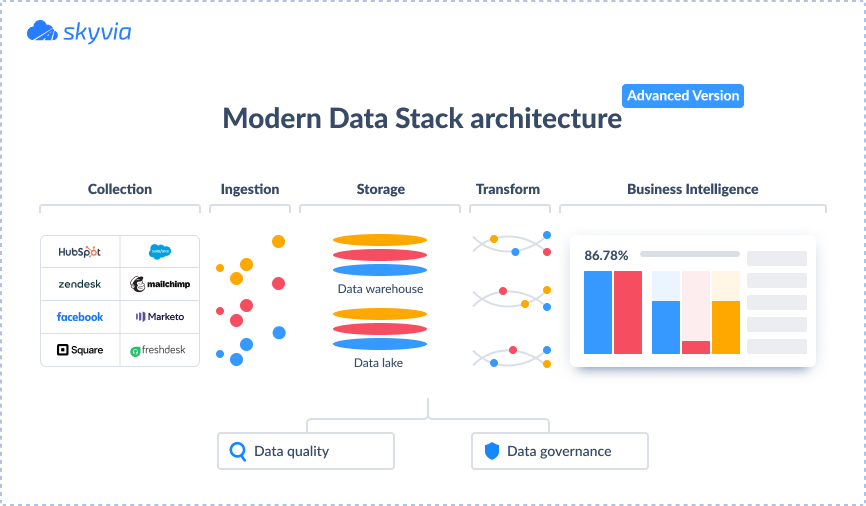 skyvia
Advanced Version
Modern Data Stack architecture
Collection
Ingestion
Storage
Transform
Business Intelligence
HubSpot
salesforce
zendesk
mailchimp
facebook
Marketo
Square
freshdesk
Data warehouse
Data lake
86.78%
Data quality
Data governance